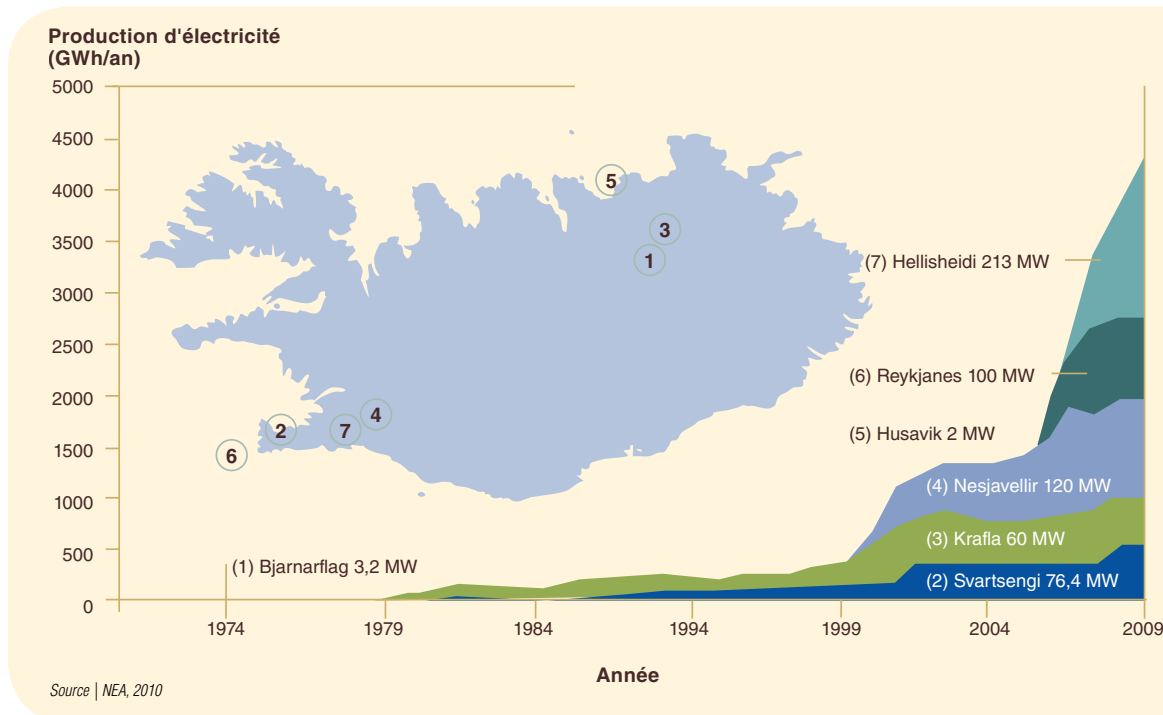 Production d'électricité
(GWh/an)
5000
4500
4000
3500
3000
2500
2000
1500
1000
500
0
5
3
1
4
2
7
6
(7) Hellisheidi 213 MW
(6) Reykjanes 100 MW
(5) Husavik 2 MW
(4) Nesjavellir 120 MW
(3) Krafla 60 MW
(2) Svartsengi 76,4 MW
(1) Bjarnarflag 3,2 MW
1974 1979 1984 1994 1999 2004 2009
Année
Source | NEA, 2010